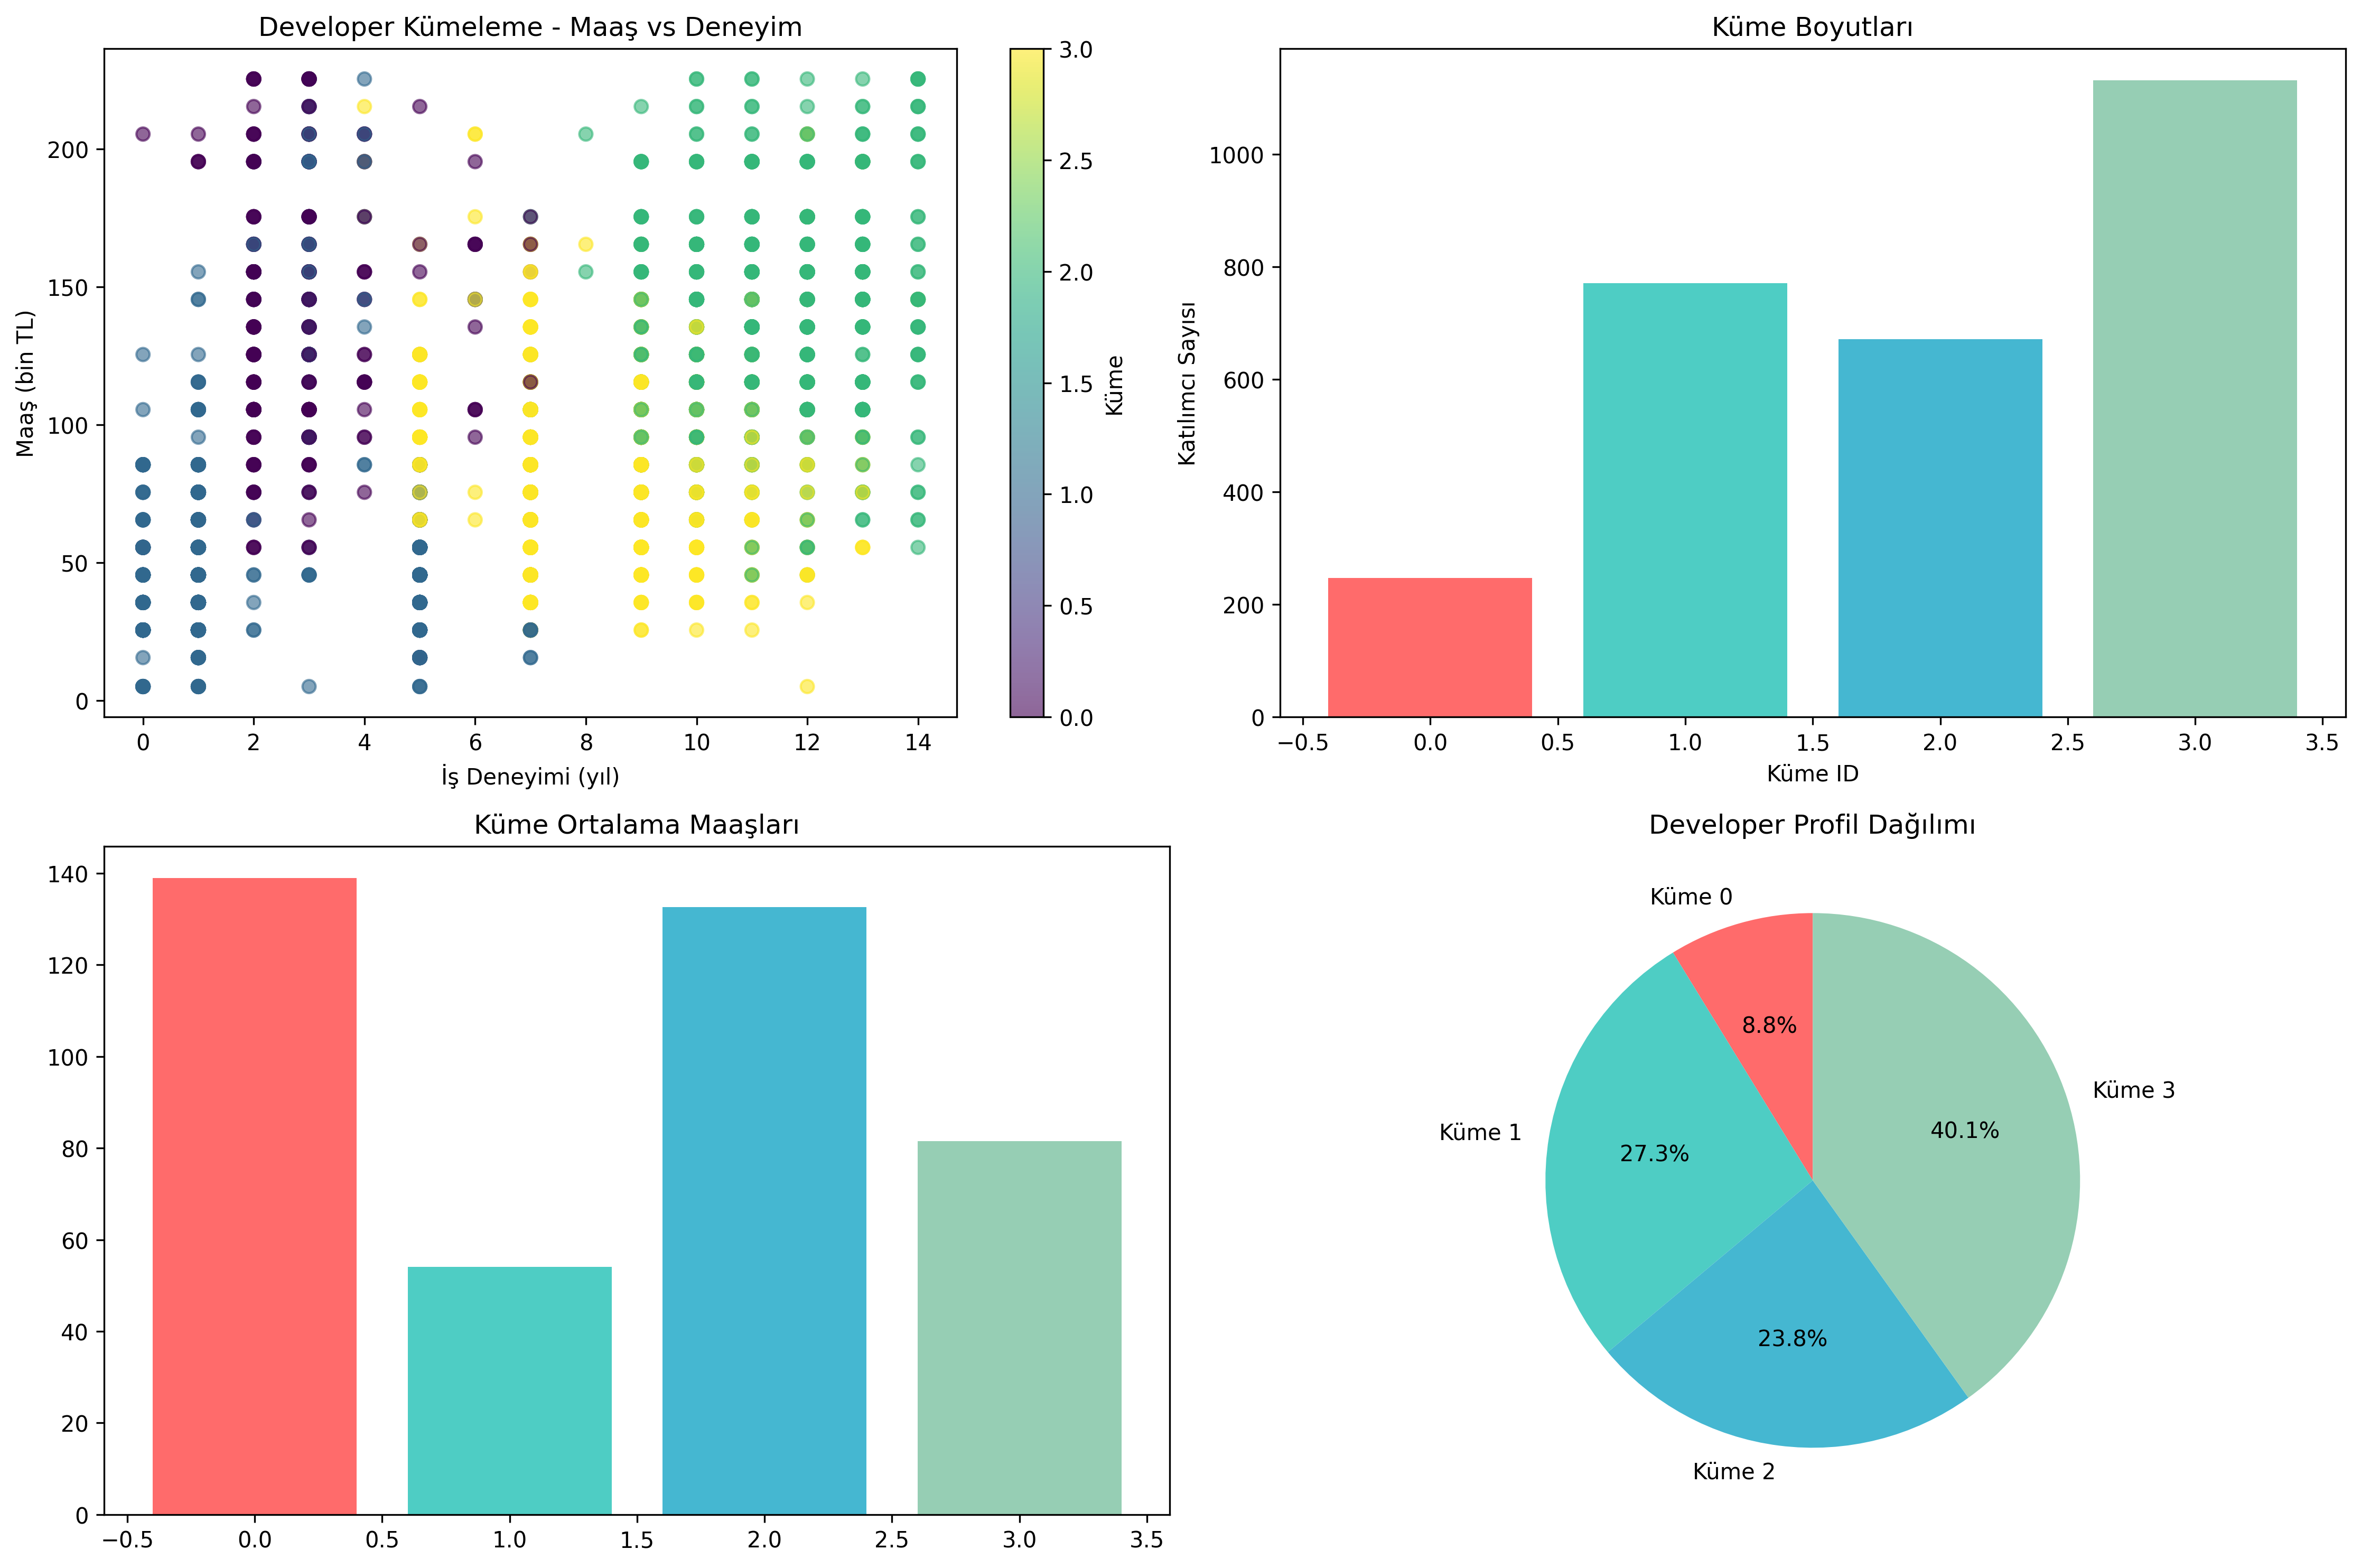 Developer Kümeleme - Maaş vs Deneyim
Maaş (bin TL)
200
150
100
50
0
0 2 4 6 8 10 12 14
İş Deneyimi (yıl)
3.0
2.5
2.0
1.5
1.0
0.5
0.0
Küme
Küme Boyutları
Katılımcı Sayısı
1000
800
600
400
200
0
−0.5 0.0 0.5 1.0 1.5 2.0 2.5 3.0 3.5
Küme ID
Küme Ortalama Maaşları
140
120
100
80
60
40
20
0
−0.5 0.0 0.5 1.0 1.5 2.0 2.5 3.0 3.5
Developer Profil Dağılımı
Küme 0
8.8%
Küme 3
40.1%
Küme 1
27.3%
23.8%
Küme 2